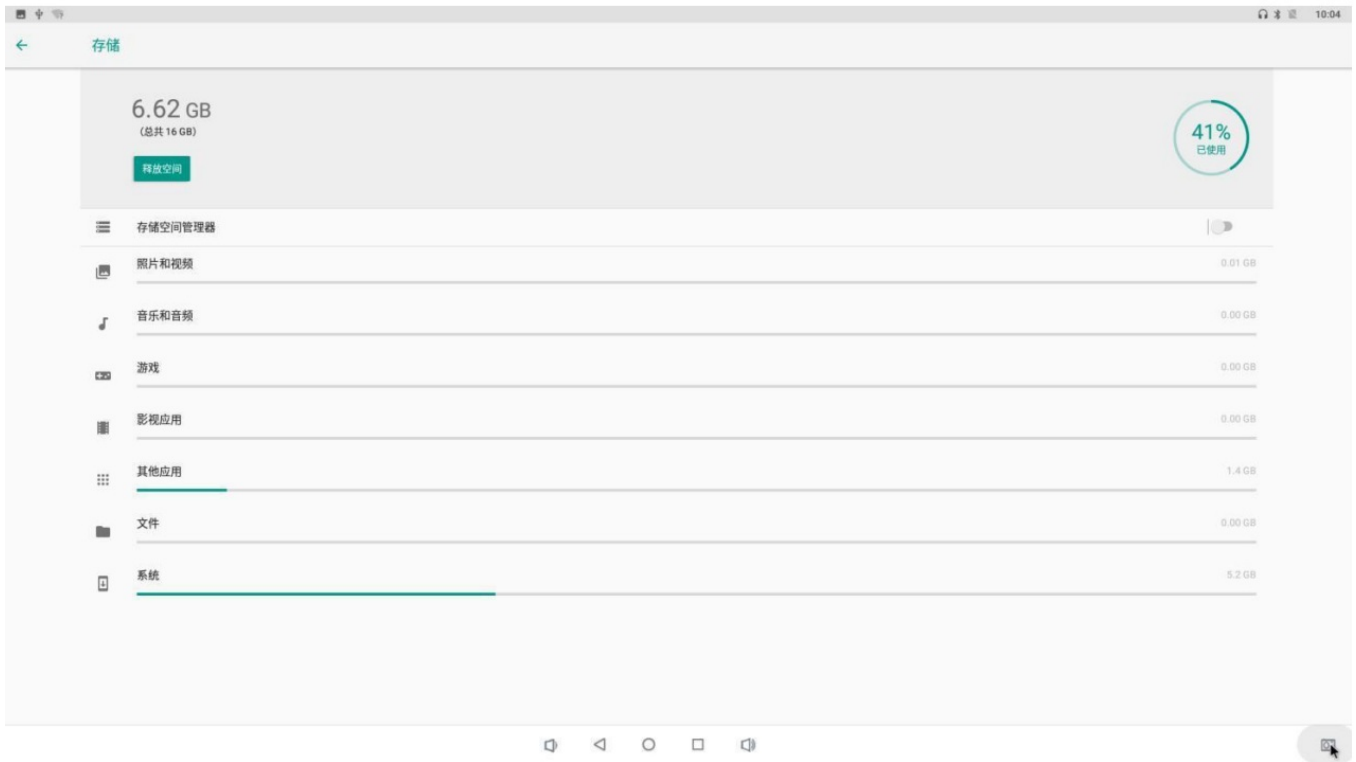 10:04
存储
6.62 GB
（总共 16 GB）
41%
已使用
释放空间
存储空间管理器
照片和视频
0.01 GB
音乐和音频
0.00 GB
游戏
0.00 GB
影视应用
0.00 GB
其他应用
1.4 GB
文件
0.00 GB
系统
5.2 GB